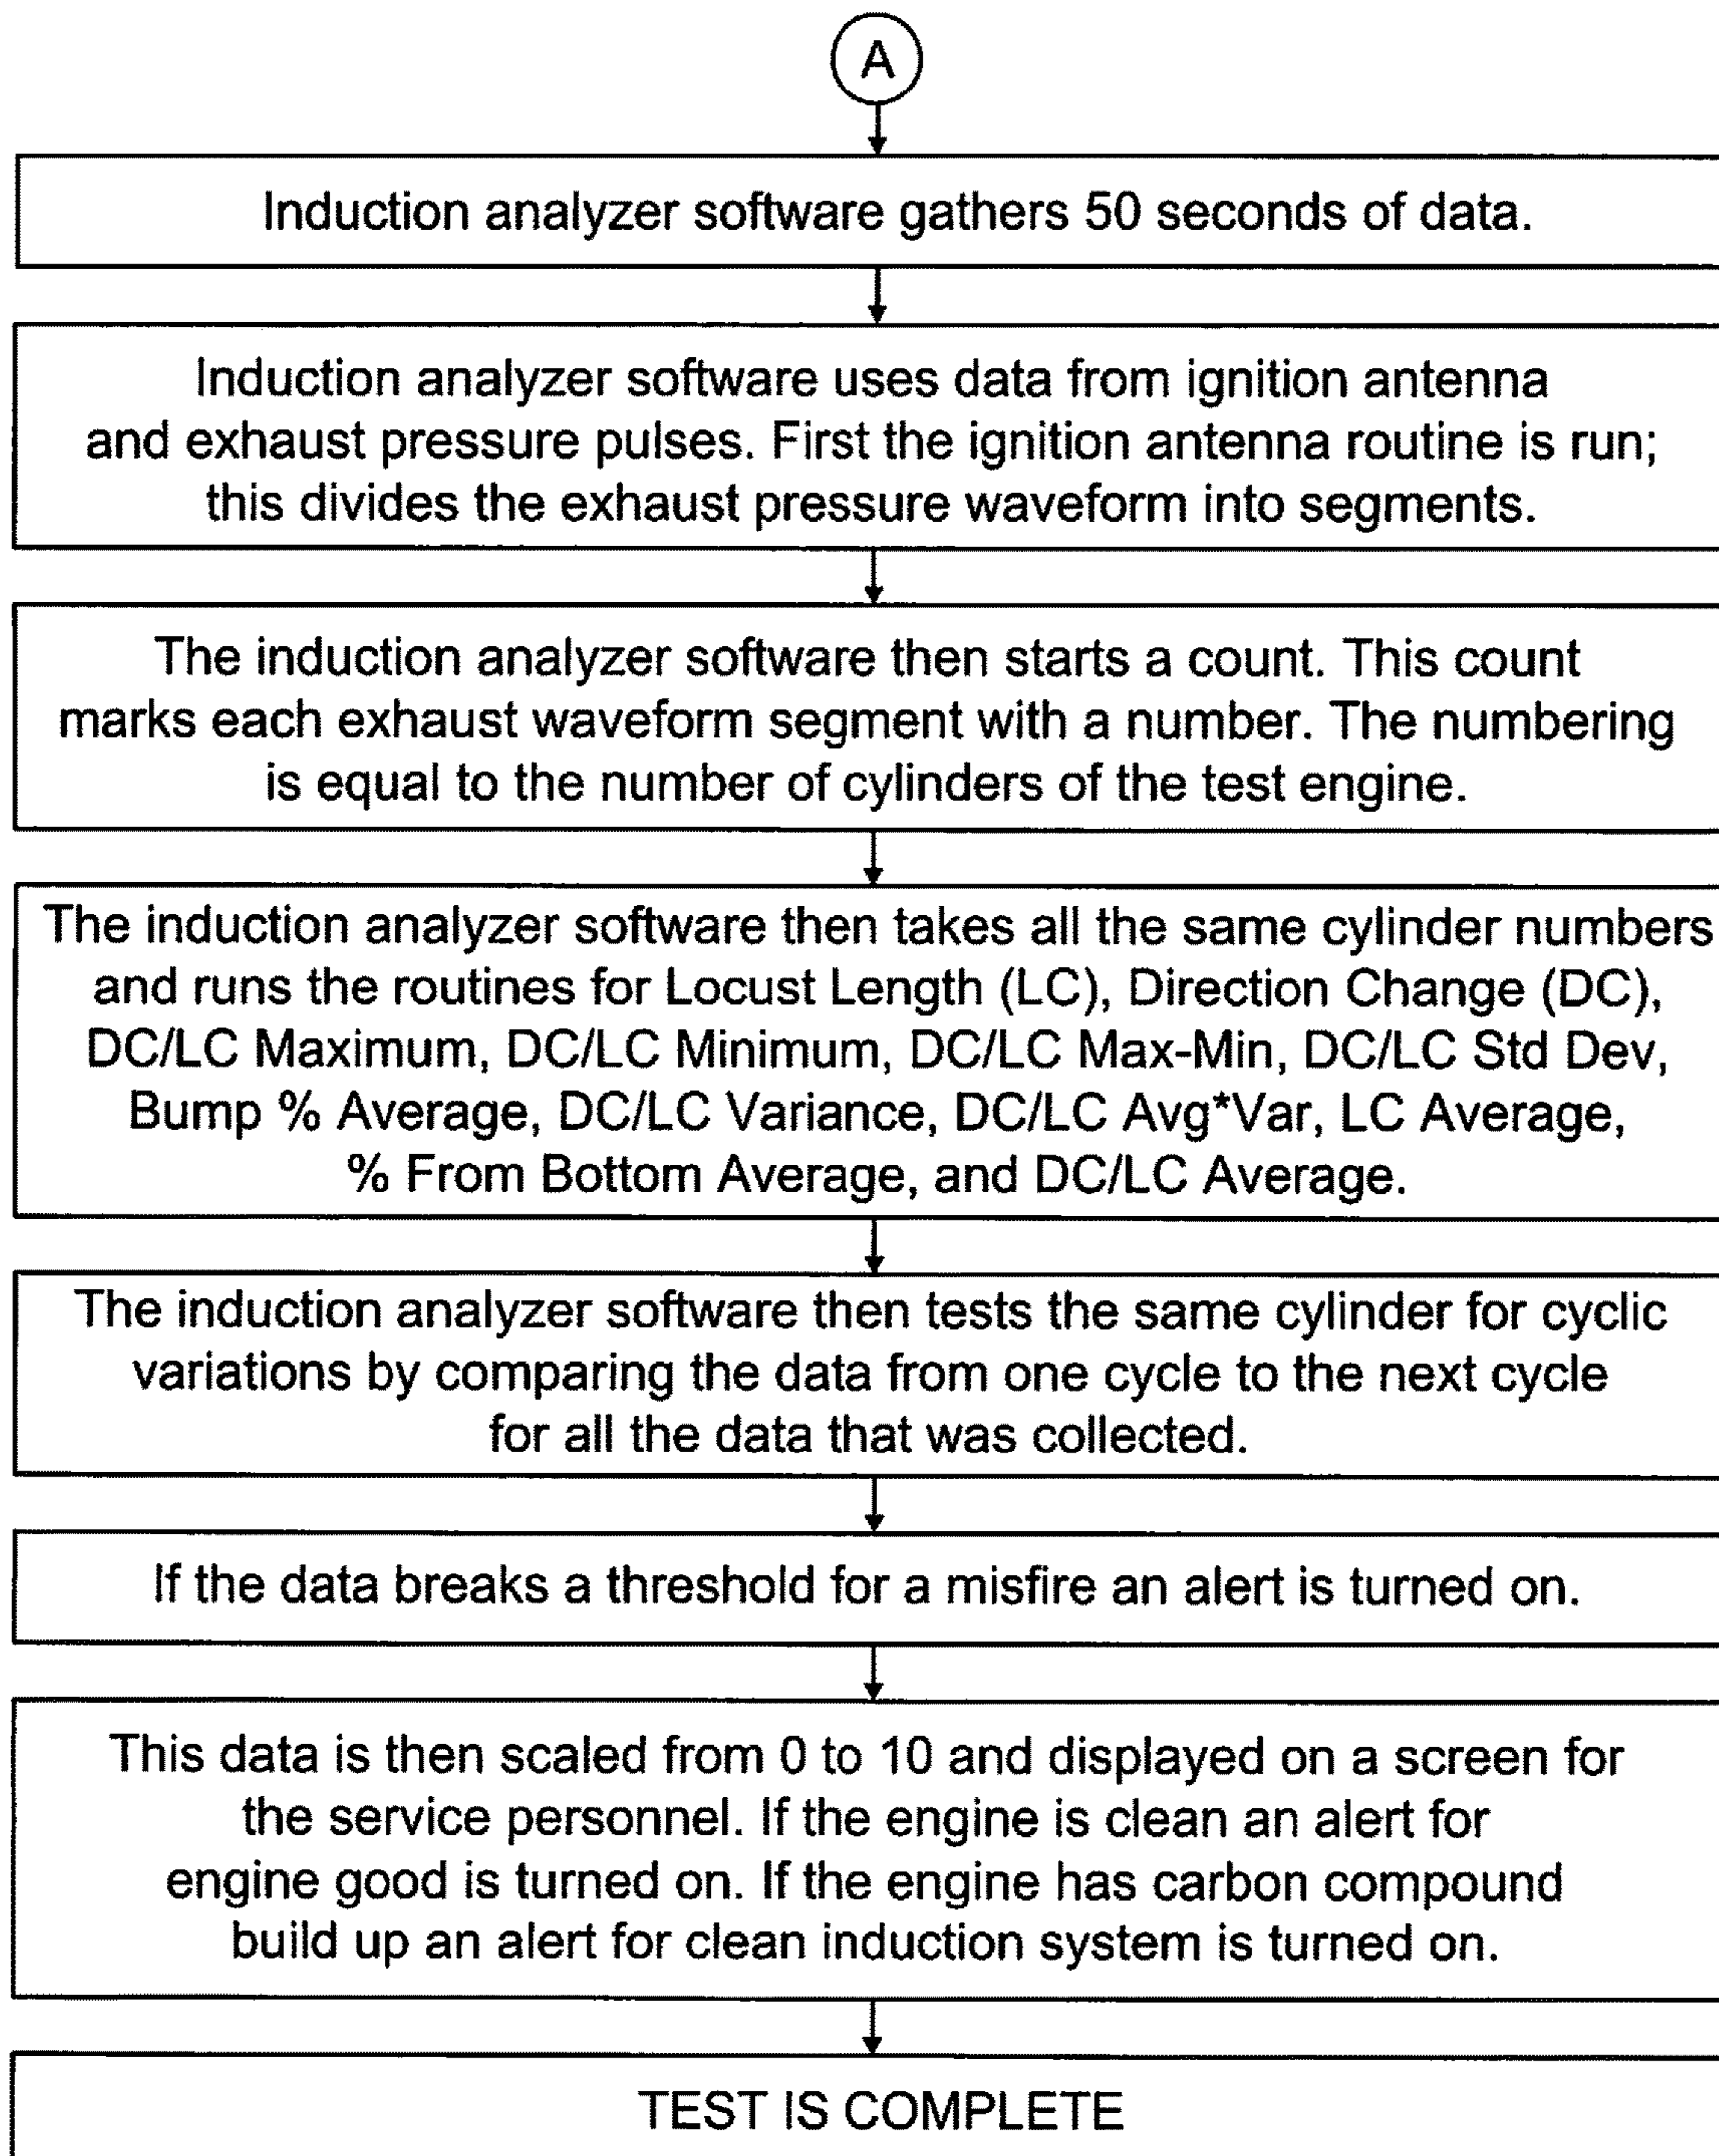 A
Induction analyzer software gathers 50 seconds of data.
Induction analyzer software uses data from ignition antenna
and exhaust pressure pulses. First the ignition antenna routine is run;
this divides the exhaust pressure waveform into segments.
The induction analyzer software then starts a count. This count
marks each exhaust waveform segment with a number. The numbering
is equal to the number of cylinders of the test engine.
The induction analyzer software then takes all the same cylinder numbers
and runs the routines for Locust Length (LC), Direction Change (DC),
DC/LC Maximum, DC/LC Minimum, DC/LC Max-Min, DC/LC Std Dev,
Bump % Average, DC/LC Variance, DC/LC Avg*Var, LC Average,
% From Bottom Average, and DC/LC Average.
The induction analyzer software then tests the same cylinder for cyclic
variations by comparing the data from one cycle to the next cycle
for all the data that was collected.
If the data breaks a threshold for a misfire an alert is turned on.
This data is then scaled from 0 to 10 and displayed on a screen for
the service personnel. If the engine is clean an alert for
engine good is turned on. If the engine has carbon compound
build up an alert for clean induction system is turned on.
TEST IS COMPLETE